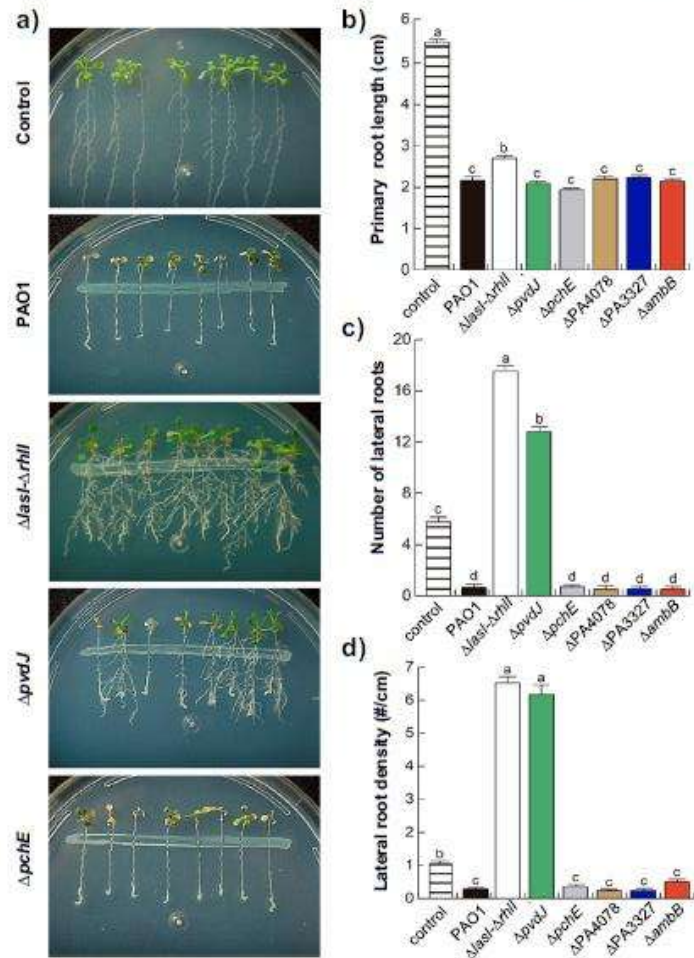 a)
Control
PAO1
ΔlasI-ΔrhlI
ΔpvdJ
ΔpchE
b)
Primary root length (cm)
6
5
4
3
2
1
0
a
c
b
c
c
c
c
c
control
PAO1
ΔlasI-ΔrhlI
ΔpvdJ
ΔpchE
ΔPA4078
ΔPA3327
ΔambB
c)
Number of lateral roots
20
18
12
6
0
c
d
a
b
d
d
d
d
control
PAO1
ΔlasI-ΔrhlI
ΔpvdJ
ΔpchE
ΔPA4078
ΔPA3327
ΔambB
d)
Lateral root density (#/cm)
7
6
5
4
3
2
1
0
b
c
a
a
c
c
c
c
control
PAO1
ΔlasI-ΔrhlI
ΔpvdJ
ΔpchE
ΔPA4078
ΔPA3327
ΔambB